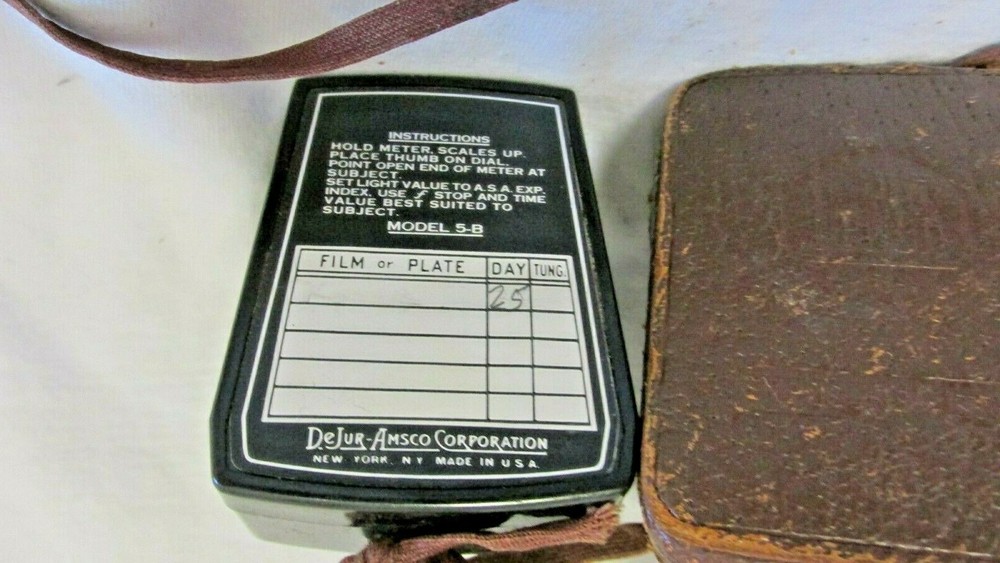 INSTRUCTIONS
HOLD METER, SCALES UP.
PLACE THUMB ON DIAL.
POINT OPEN END OF METER AT
SUBJECT.
SET LIGHT VALUE TO A.S.A. EXP.
INDEX. USE f STOP AND TIME
VALUE BEST SUITED TO
SUBJECT.
MODEL 5-B
FILM or PLATE DAY TUNG.
25
DeJur-Amsco Corporation
NEW YORK, NY MADE IN U.S.A.